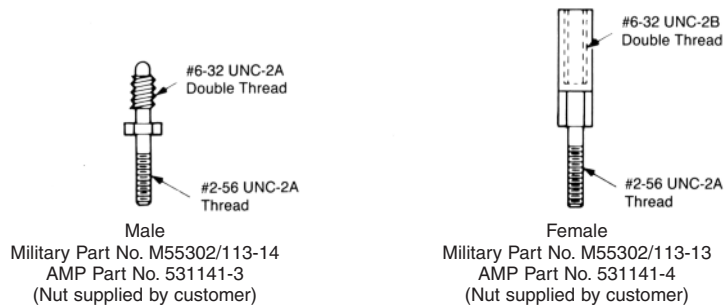 #6-32 UNC-2A
Double Thread
#2-56 UNC-2A
Thread
Male
Military Part No. M55302/113-14
AMP Part No. 531141-3
(Nut supplied by customer)
#6-32 UNC-2B
Double Thread
#2-56 UNC-2A
Thread
Female
Military Part No. M55302/113-13
AMP Part No. 531141-4
(Nut supplied by customer)